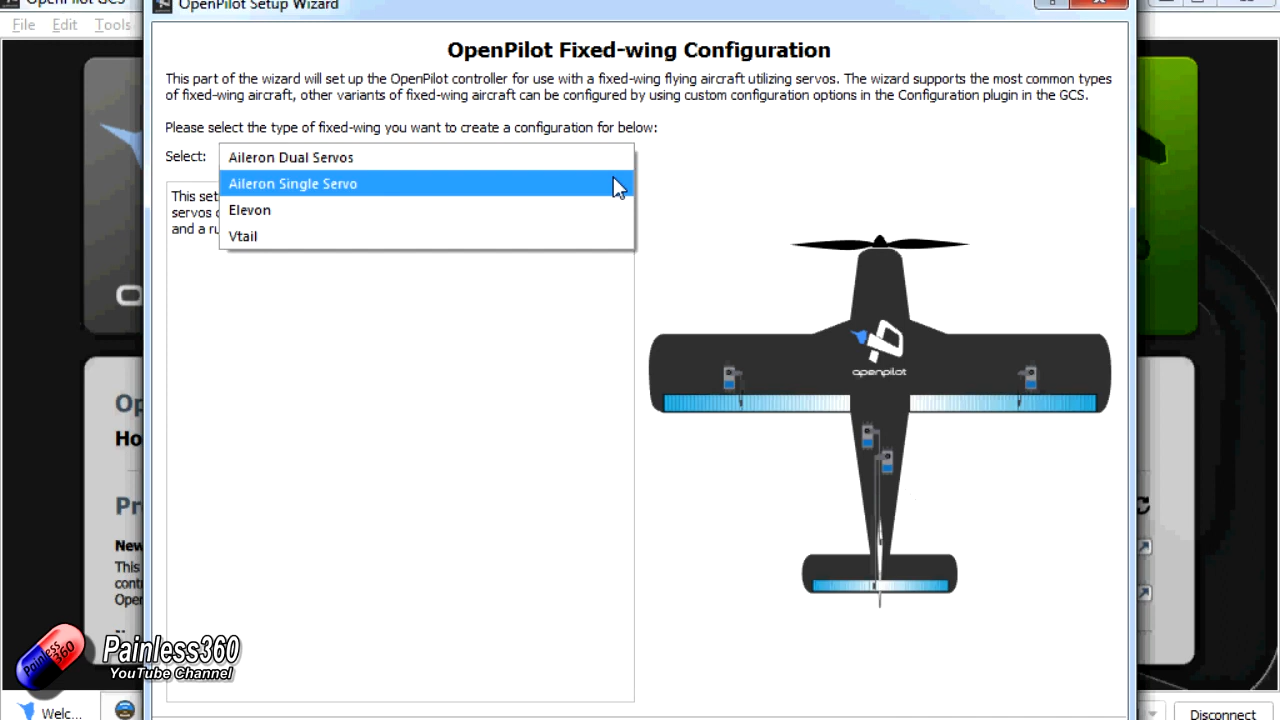 OpenPilot GCS
OpenPilot Setup Wizard
File Edit Tools
OpenPilot Fixed-wing Configuration
This part of the wizard will set up the OpenPilot controller for use with a fixed-wing flying aircraft utilizing servos. The wizard supports the most common types
of fixed-wing aircraft, other variants of fixed-wing aircraft can be configured by using custom configuration options in the Configuration plugin in the GCS.
Please select the type of fixed-wing you want to create a configuration for below:
Select: Aileron Dual Servos
Aileron Single Servo
Elevon
Vtail
This set
servos
and a ru
openpilot
Op
Ho
Pr
New
This
cont
Open
Painless360
Painless360
YouTube Channel
Welc...
Disconnect